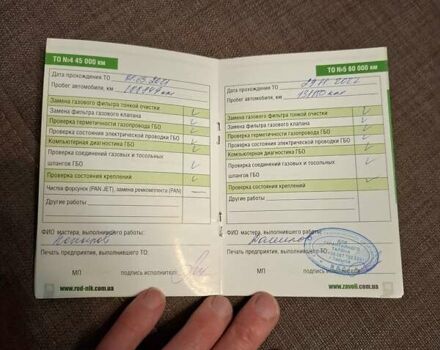 ТО №4 45 000 км
Дата прохождения ТО
Пробег автомобиля, км
Замена газового фильтра тонкой очистки
Замена газового фильтра клапана
Проверка герметичности газопровода ГБО
Проверка состояния электрической проводки ГБО
Компьютерная диагностика ГБО
Проверка соединений газовых и тосольных
шлангов ГБО
Проверка состояния креплений
Чистка форсунок (PAN JET), замена ремкомплекта (PAN)
Другие работы
ФИО мастера, выполнившего работы:
Печать предприятия, выполнившего ТО:
МП подпись исполнителя
www.rod-nik.com.ua
ТО №5 60 000 км
Дата прохождения ТО
Пробег автомобиля, км
Замена газового фильтра тонкой очистки
Замена газового фильтра клапана
Проверка герметичности газопровода ГБО
Проверка состояния электрической проводки ГБО
Компьютерная диагностика ГБО
Проверка соединений газовых и тосольных
шлангов ГБО
Проверка состояния креплений
Другие работы
ФИО мастера, выполнившего работы:
Печать предприятия, выполнившего ТО:
МП подпись
www.zavoli.com.ua